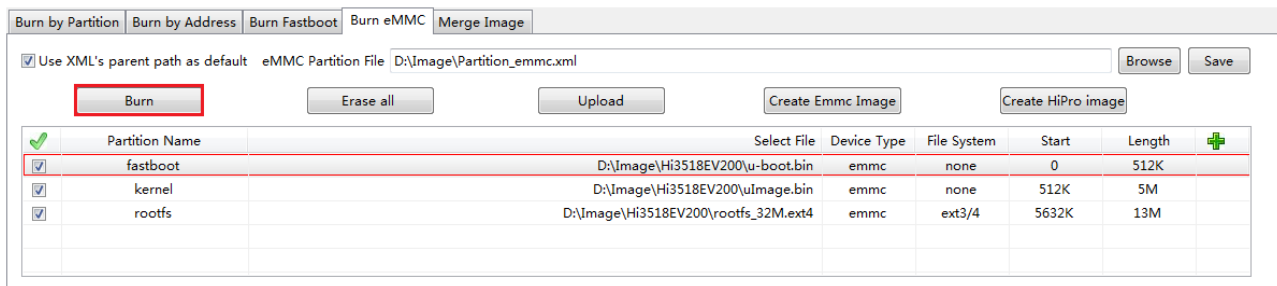 Burn by Partition Burn by Address Burn Fastboot Burn eMMC Merge Image
Use XML's parent path as default eMMC Partition File D:\Image\Partition_emmc.xml Browse Save
Burn Erase all Upload Create Emmc Image Create HiPro image
Partition Name Select File Device Type File System Start Length
fastboot D:\Image\Hi3518EV200\u-boot.bin emmc none 0 512K
kernel D:\Image\Hi3518EV200\uImage.bin emmc none 512K 5M
rootfs D:\Image\Hi3518EV200\rootfs_32M.ext4 emmc ext3/4 5632K 13M